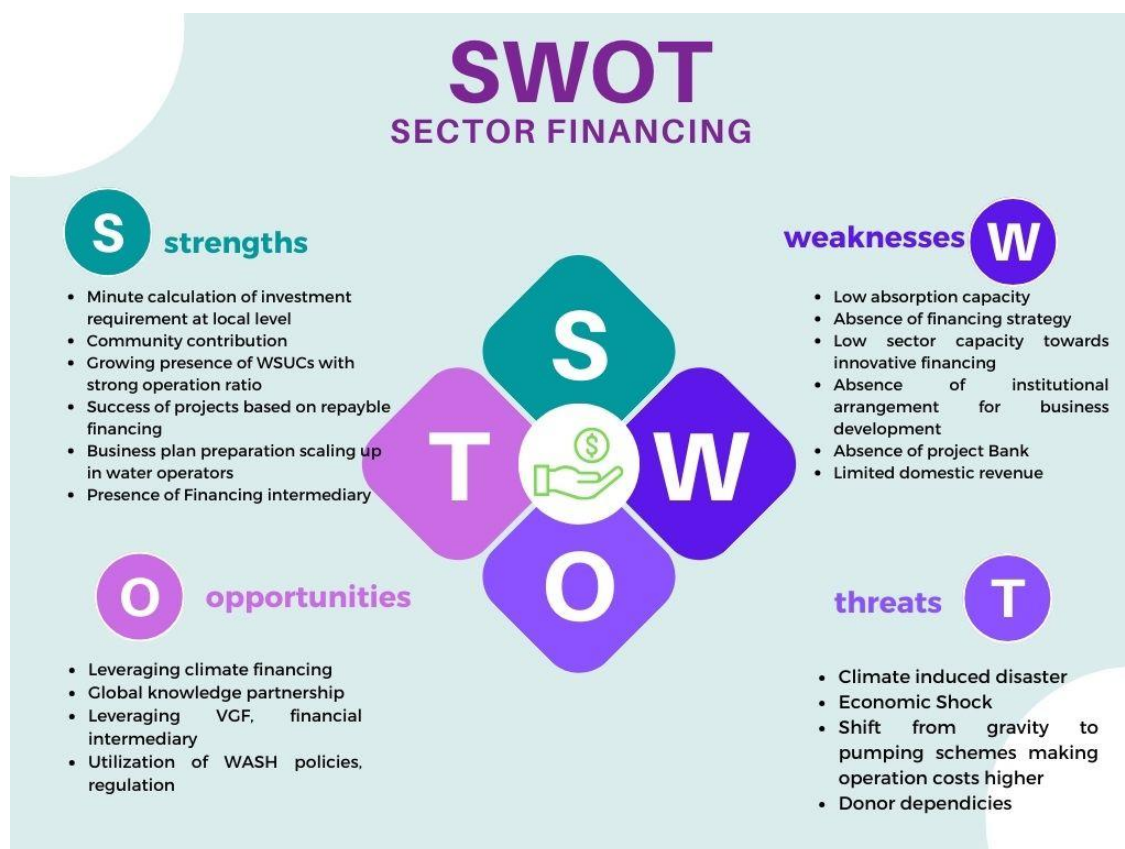 SWOT
SECTOR FINANCING
S
strengths
• Minute calculation of investment
requirement at local level
• Community contribution
• Growing presence of WSUCs with
strong operation ratio
• Success of projects based on repayble
financing
• Business plan preparation scaling up
in water operators
• Presence of Financing intermediary
weaknesses
W
• Low absorption capacity
• Absence of financing strategy
• Low sector capacity towards
innovative financing
• Absence of institutional
arrangement for business
development
• Absence of project Bank
• Limited domestic revenue
S
T
$
W
O
O
opportunities
• Leveraging climate financing
• Global knowledge partnership
• Leveraging VGF, financial
intermediary
• Utilization of WASH policies,
regulation
threats
T
• Climate induced disaster
• Economic Shock
• Shift from gravity to
pumping schemes making
operation costs higher
• Donor dependicies